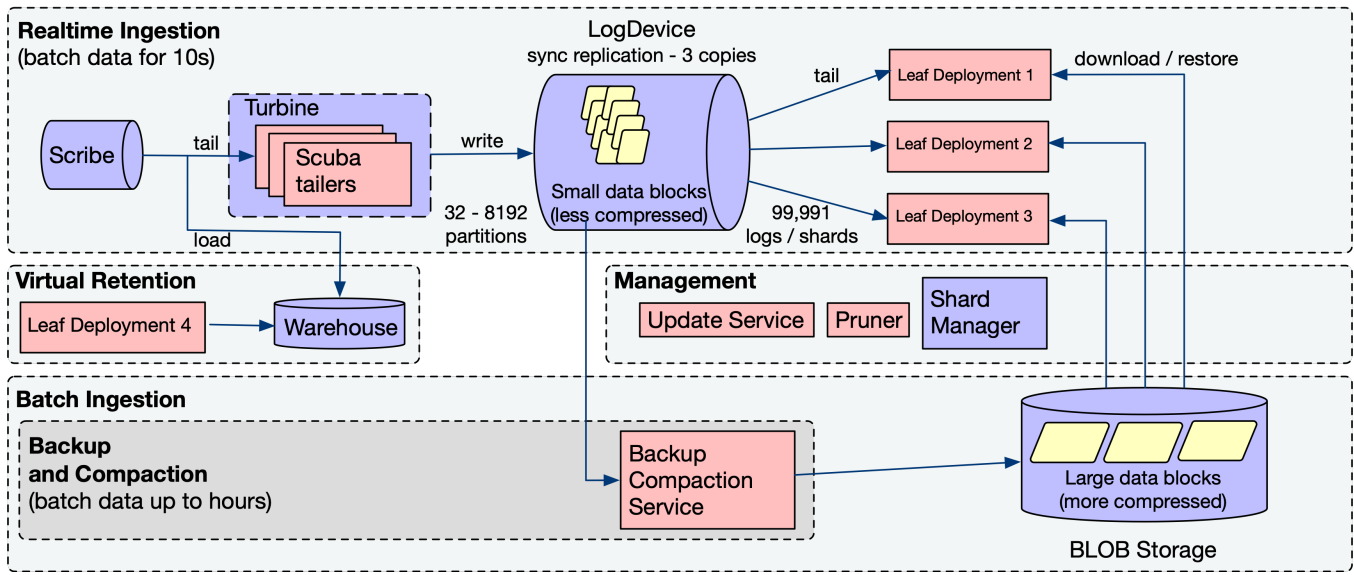 Realtime Ingestion
(batch data for 10s)
LogDevice
sync replication - 3 copies
Scribe
tail
Turbine
Scuba
tailers
write
Small data blocks
(less compressed)
32 - 8192
partitions
99,991
logs / shards
tail
Leaf Deployment 1
Leaf Deployment 2
Leaf Deployment 3
download / restore
load
Virtual Retention
Leaf Deployment 4
Warehouse
Management
Update Service
Pruner
Shard
Manager
Batch Ingestion
Backup
and Compaction
(batch data up to hours)
Backup
Compaction
Service
Large data blocks
(more compressed)
BLOB Storage